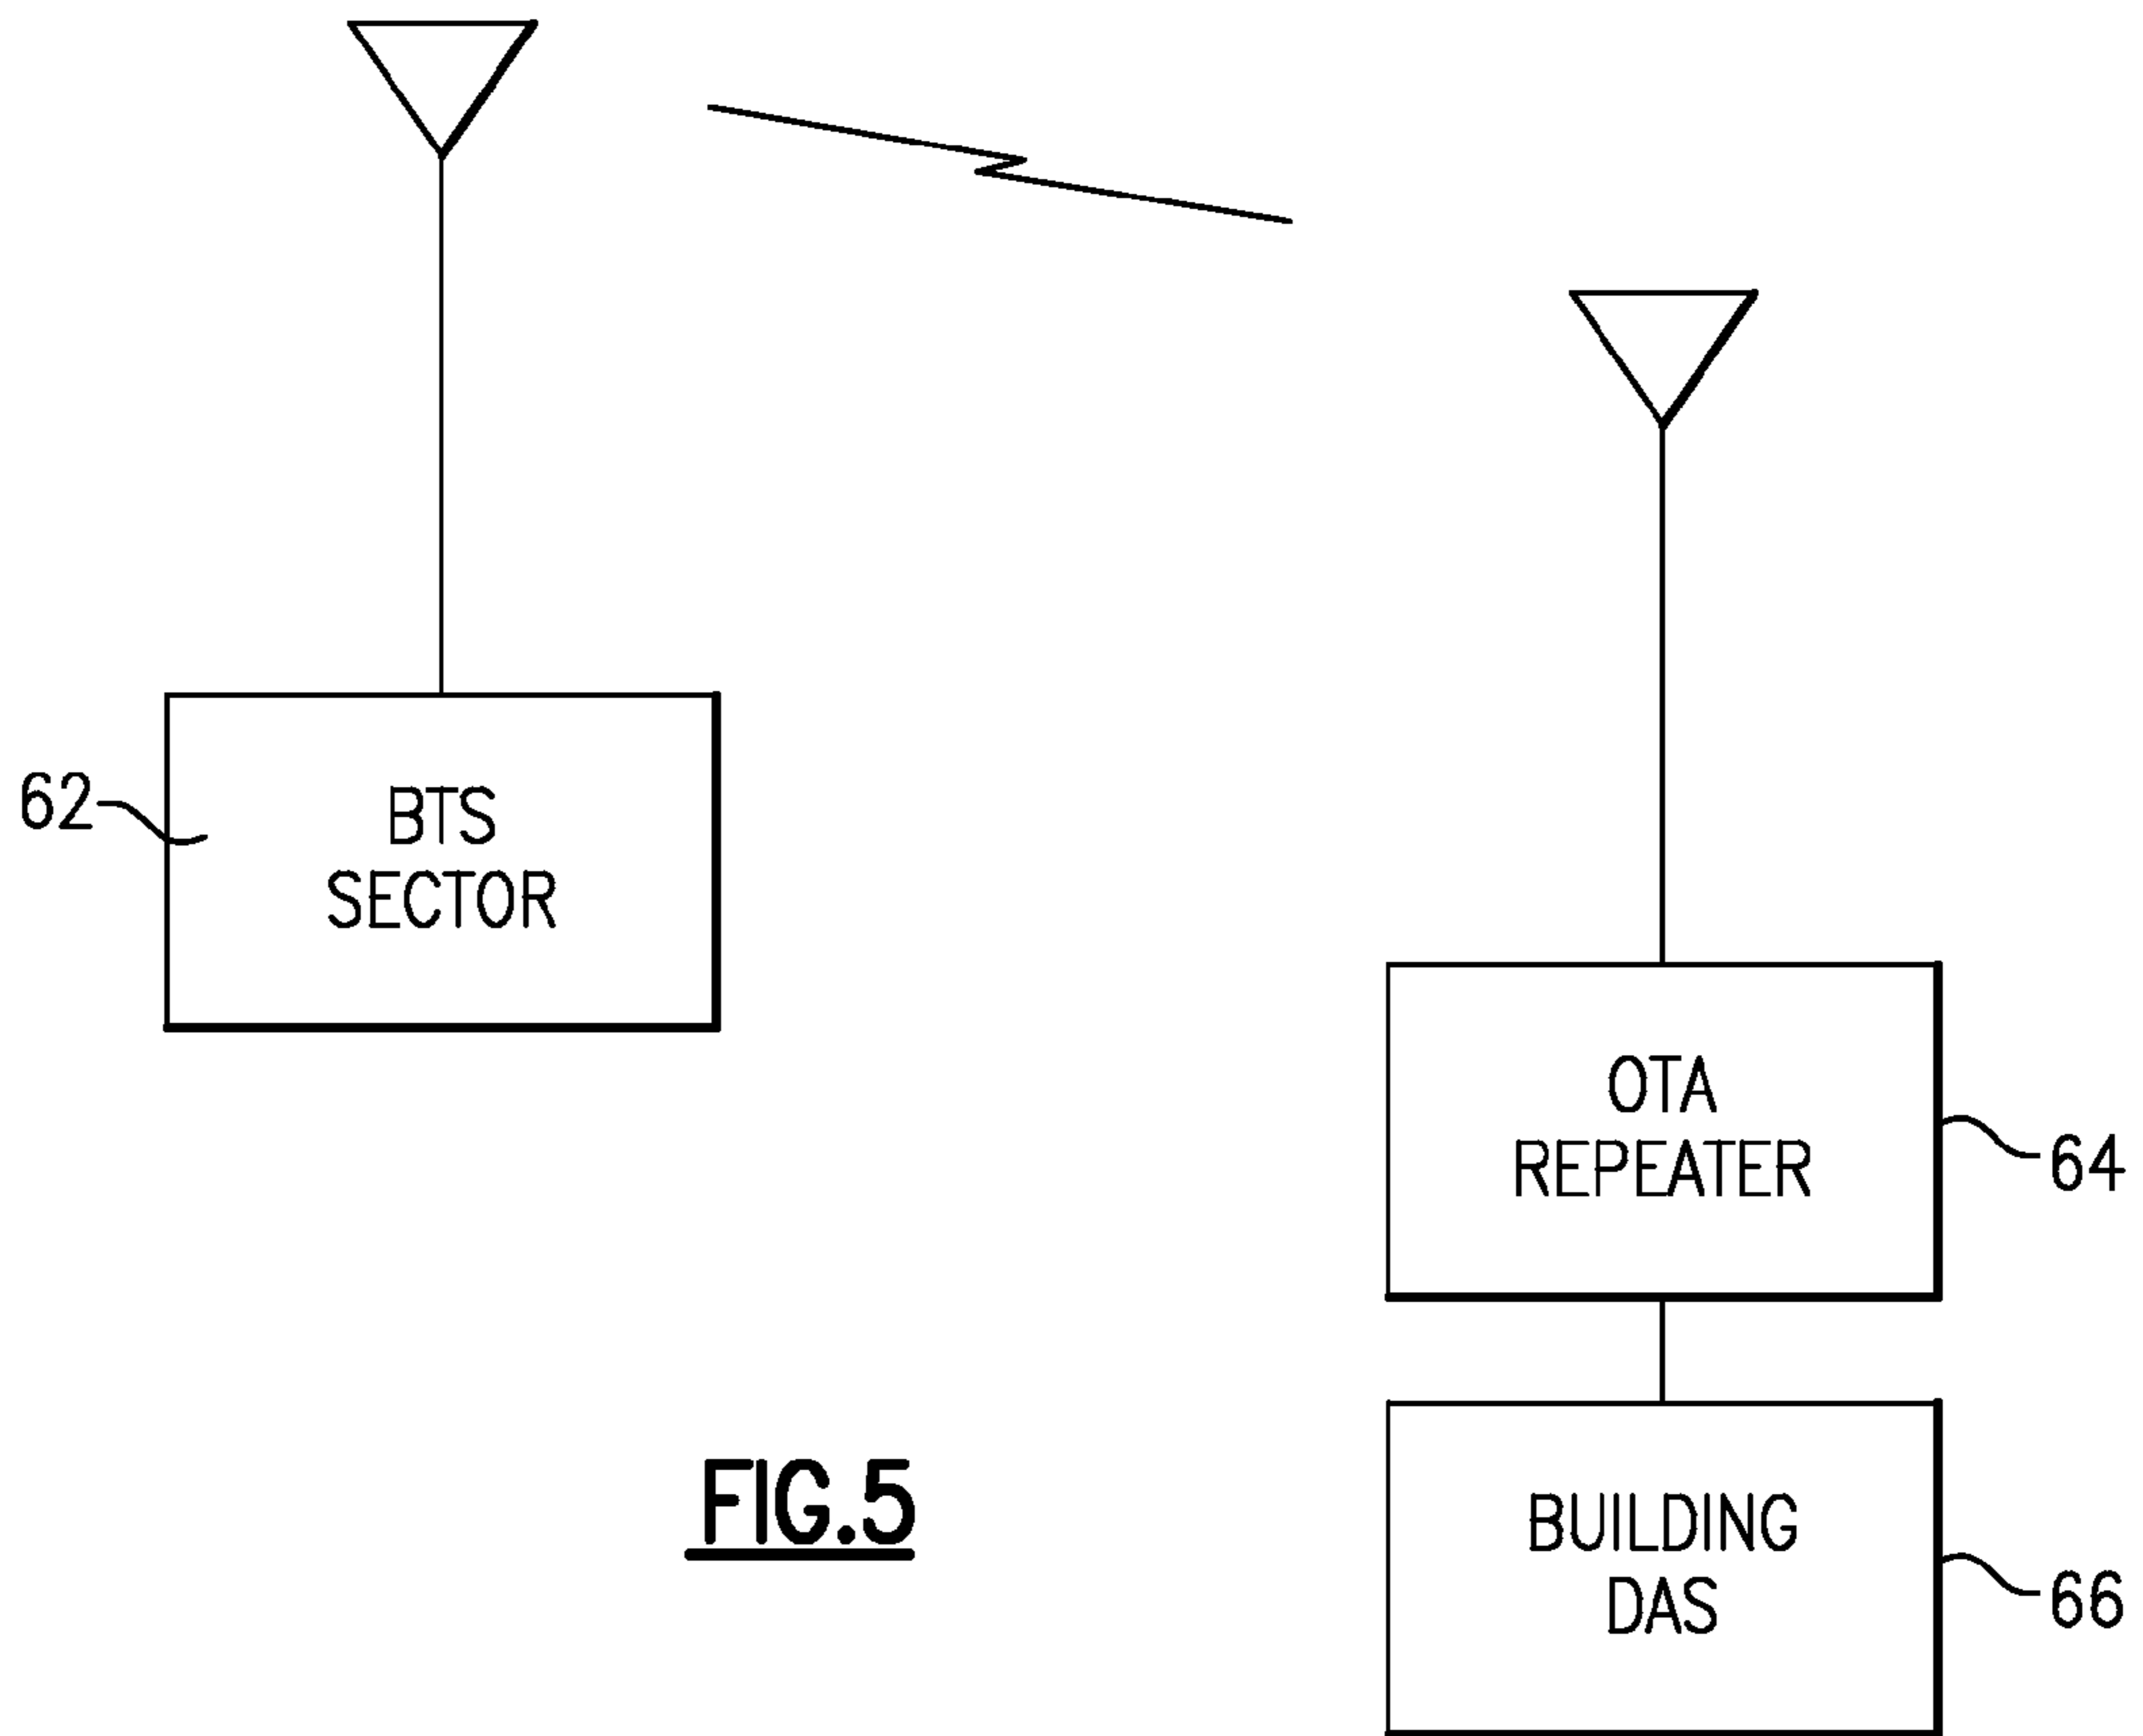 62
BTS
SECTOR
OTA
REPEATER
64
FIG.5
BUILDING
DAS
66